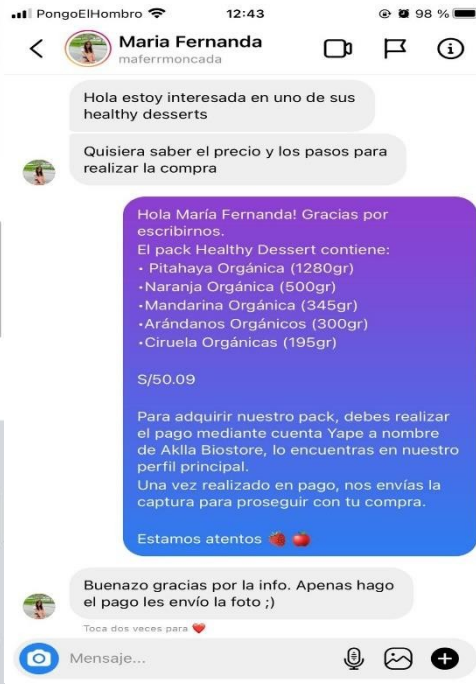 PongoElHombro 12:43 98 %
Maria Fernanda
maferrmoncada
Hola estoy interesada en uno de sus
healthy desserts
Quisiera saber el precio y los pasos para
realizar la compra
Hola María Fernanda! Gracias por
escribirnos.
El pack Healthy Dessert contiene:
• Pitahaya Orgánica (1280gr)
•Naranja Orgánica (500gr)
•Mandarina Orgánica (345gr)
•Arándanos Orgánicos (300gr)
•Ciruela Orgánicas (195gr)
S/50.09
Para adquirir nuestro pack, debes realizar
el pago mediante cuenta Yape a nombre
de Aklla Biostore, lo encuentras en nuestro
perfil principal.
Una vez realizado en pago, nos envías la
captura para proseguir con tu compra.
Estamos atentos 🍓 🍎
Buenazo gracias por la info. Apenas hago
el pago les envío la foto ;)
Toca dos veces para ❤️
Mensaje...